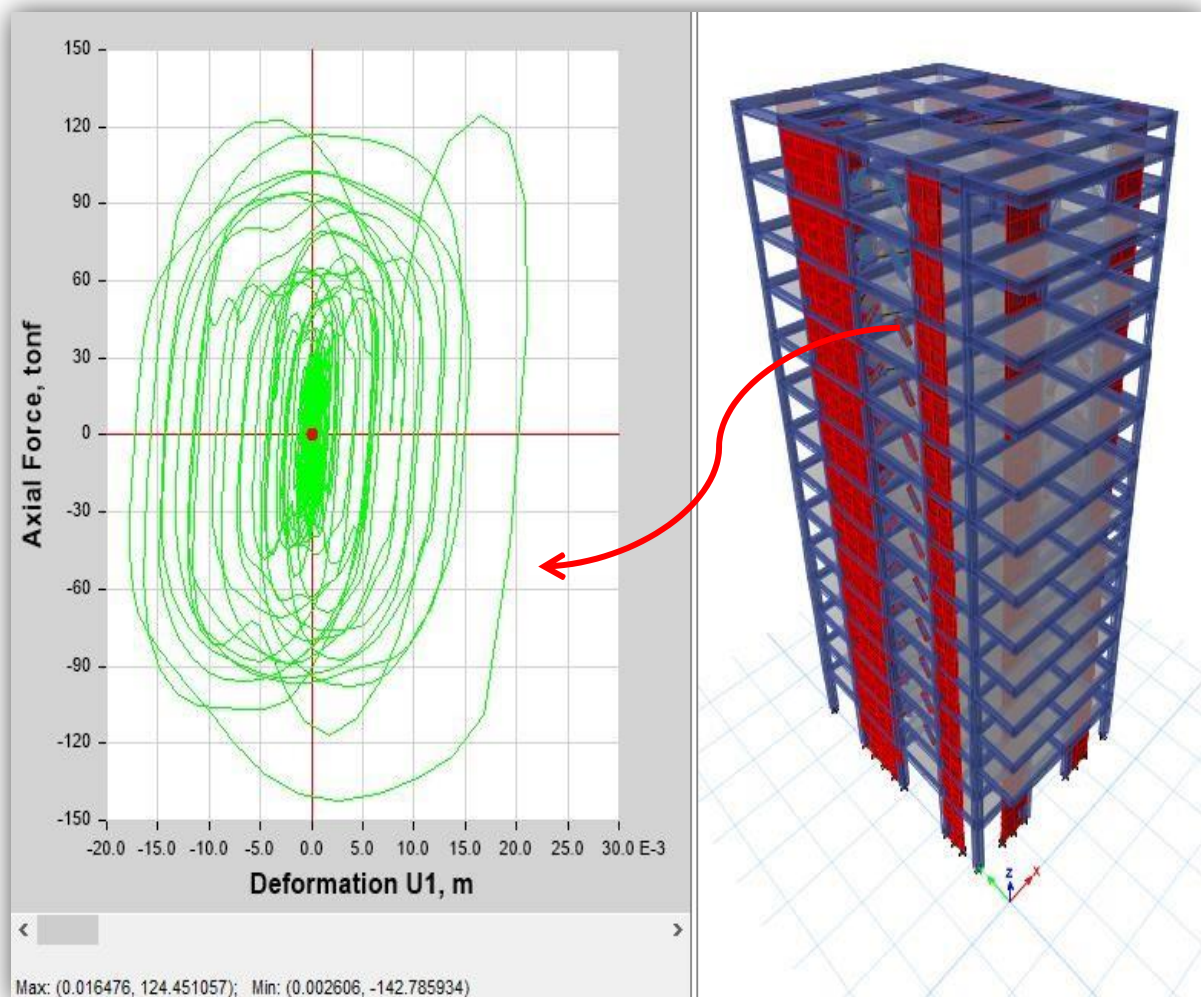 150
120
90
60
30
0
-30
-60
-90
-120
-150
Axial Force, tonf
-20.0 -15.0 -10.0 -5.0 0.0 5.0 10.0 15.0 20.0 25.0 30.0 E-3
Deformation U1, m
Max: (0.016476, 124.451057); Min: (0.002606, -142.785934)
Z
X